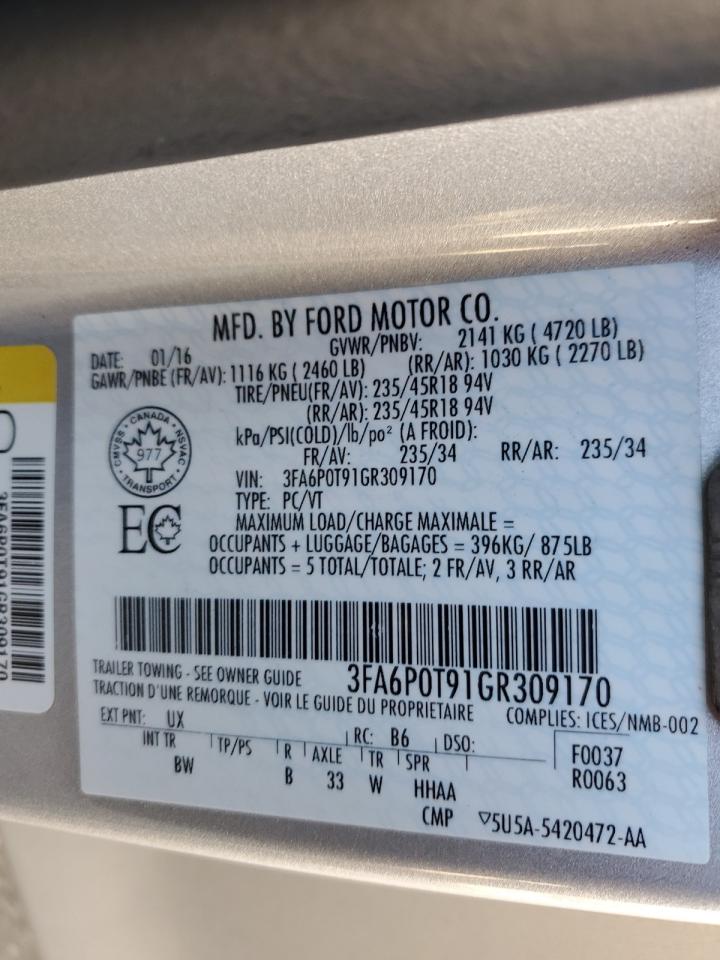 MFD. BY FORD MOTOR CO.
DATE: 01/16 GVWR/PNBV: 2141 KG ( 4720 LB)
GAWR/PNBE (FR/AV): 1116 KG ( 2460 LB) (RR/AR): 1030 KG ( 2270 LB)
TIRE/PNEU(FR/AV): 235/45R18 94V
(RR/AR): 235/45R18 94V
kPa/PSI(COLD)/lb/po² (A FROID):
FR/AV: 235/34 RR/AR: 235/34
CANADA
CMVSS 977 NSVAC
TRANSPORT
VIN: 3FA6P0T91GR309170
TYPE: PC/VT
EC
MAXIMUM LOAD/CHARGE MAXIMALE =
OCCUPANTS + LUGGAGE/BAGAGES = 396KG/ 875LB
OCCUPANTS = 5 TOTAL/TOTALE; 2 FR/AV, 3 RR/AR
3FA6P0T91GR309170
TRAILER TOWING - SEE OWNER GUIDE 3FA6P0T91GR309170
TRACTION D'UNE REMORQUE - VOIR LE GUIDE DU PROPRIETAIRE
COMPLIES: ICES/NMB-002
EXT PNT: UX RC: B6 DSO:
INT TR TP/PS R AXLE TR SPR F0037
BW B 33 W HHAA R0063
CMP ▽5U5A-5420472-AA